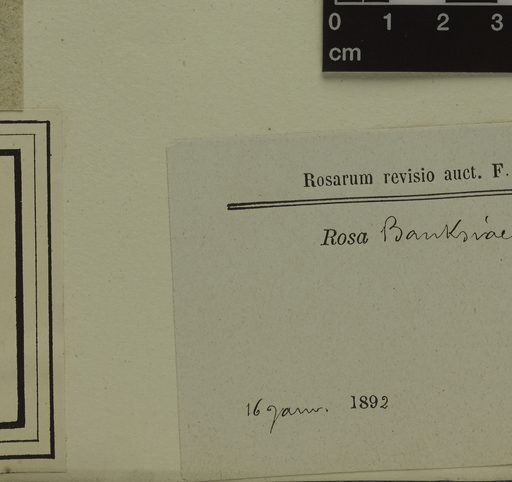 0 1 2 3
cm
Rosarum revisio auct. F.
Rosa Banksiae
16 janv. 1892